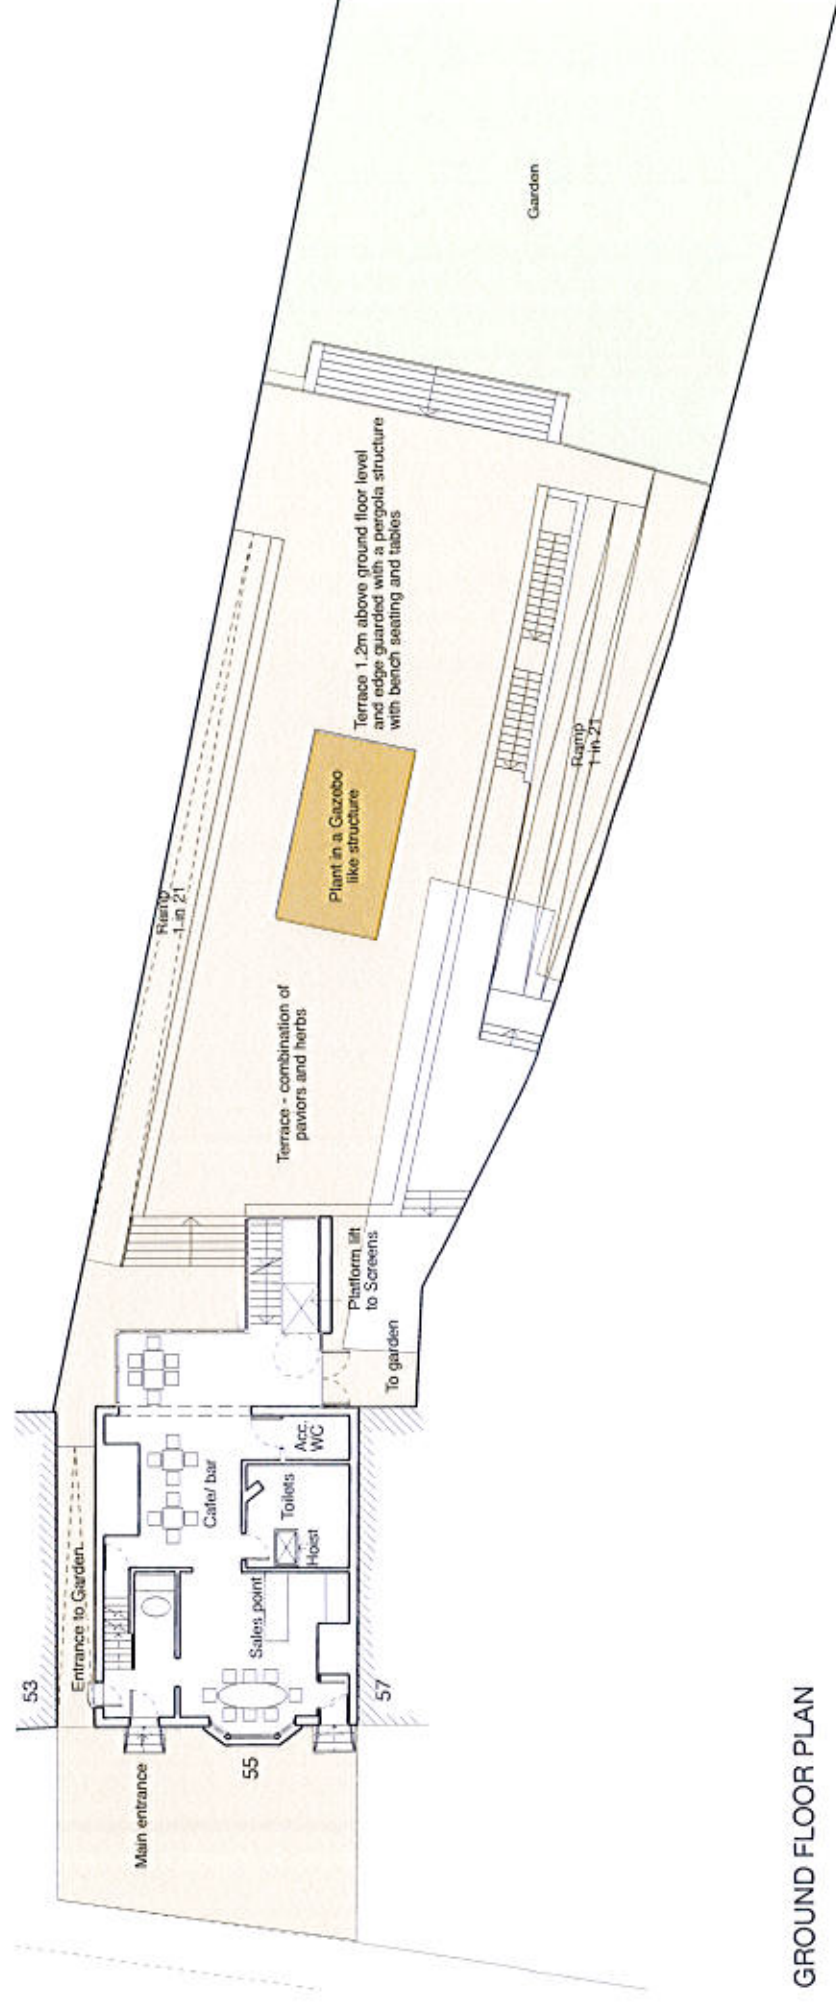 Garden
Terrace 1.2m above ground floor level
and edge guarded with a pergola structure
with bench seating and tables
Ramp
1 in 21
Plant in a Gazebo
like structure
Ramp
1 in 21
Terrace - combination of
paviors and herbs
Platform lift
to Screens
To garden
Acc.
WC
Cafe/ bar
Toilets
Hoist
Entrance to Garden
Sales point
53
57
55
Main entrance
GROUND FLOOR PLAN